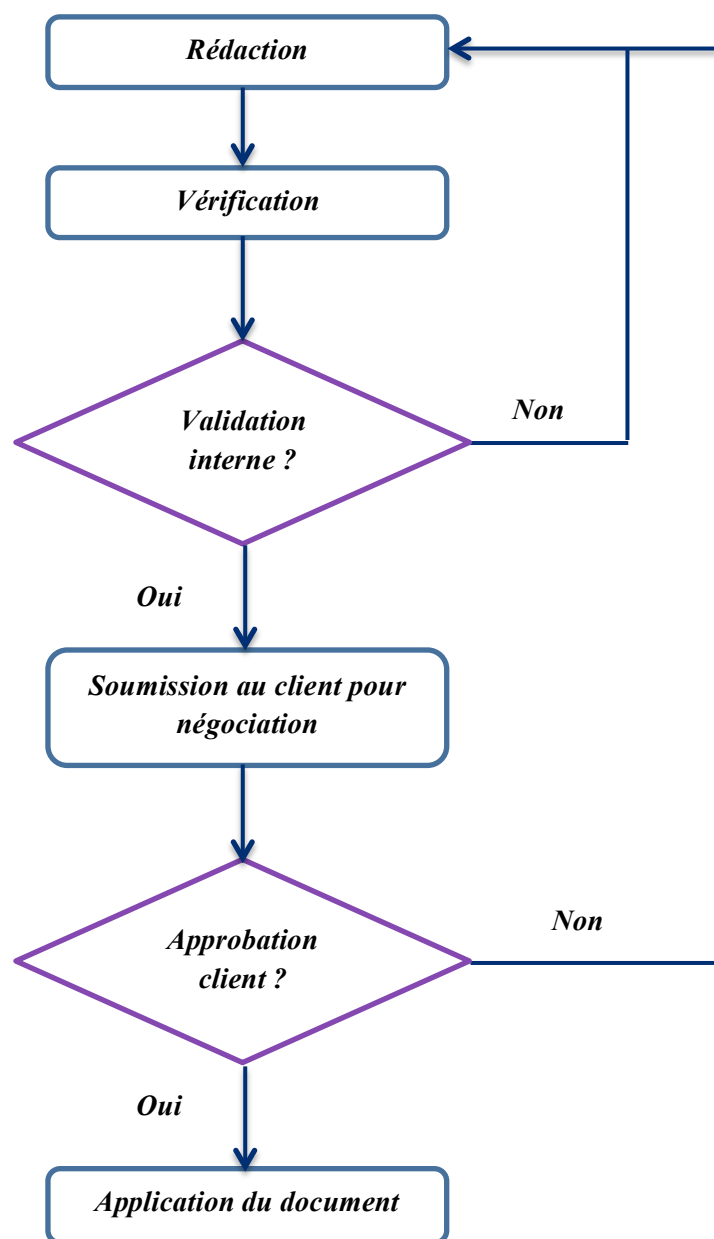 Rédaction
Vérification
Validation
interne ?
Non
Oui
Soumission au client pour
négociation
Approbation
client ?
Non
Oui
Application du document